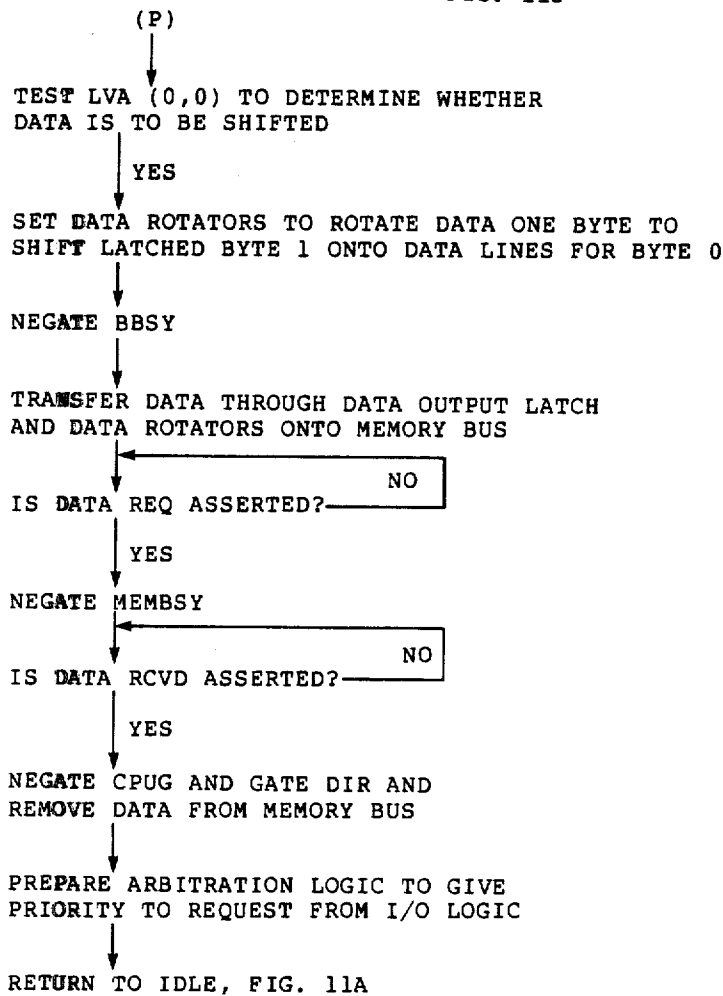 (P)
TEST LVA (0,0) TO DETERMINE WHETHER
DATA IS TO BE SHIFTED
YES
SET DATA ROTATORS TO ROTATE DATA ONE BYTE TO
SHIFT LATCHED BYTE 1 ONTO DATA LINES FOR BYTE 0
NEGATE BBSY
TRANSFER DATA THROUGH DATA OUTPUT LATCH
AND DATA ROTATORS ONTO MEMORY BUS
NO
IS DATA REQ ASSERTED?
YES
NEGATE MEMBSY
NO
IS DATA RCVD ASSERTED?
YES
NEGATE CPUG AND GATE DIR AND
REMOVE DATA FROM MEMORY BUS
PREPARE ARBITRATION LOGIC TO GIVE
PRIORITY TO REQUEST FROM I/O LOGIC
RETURN TO IDLE, FIG. 11A